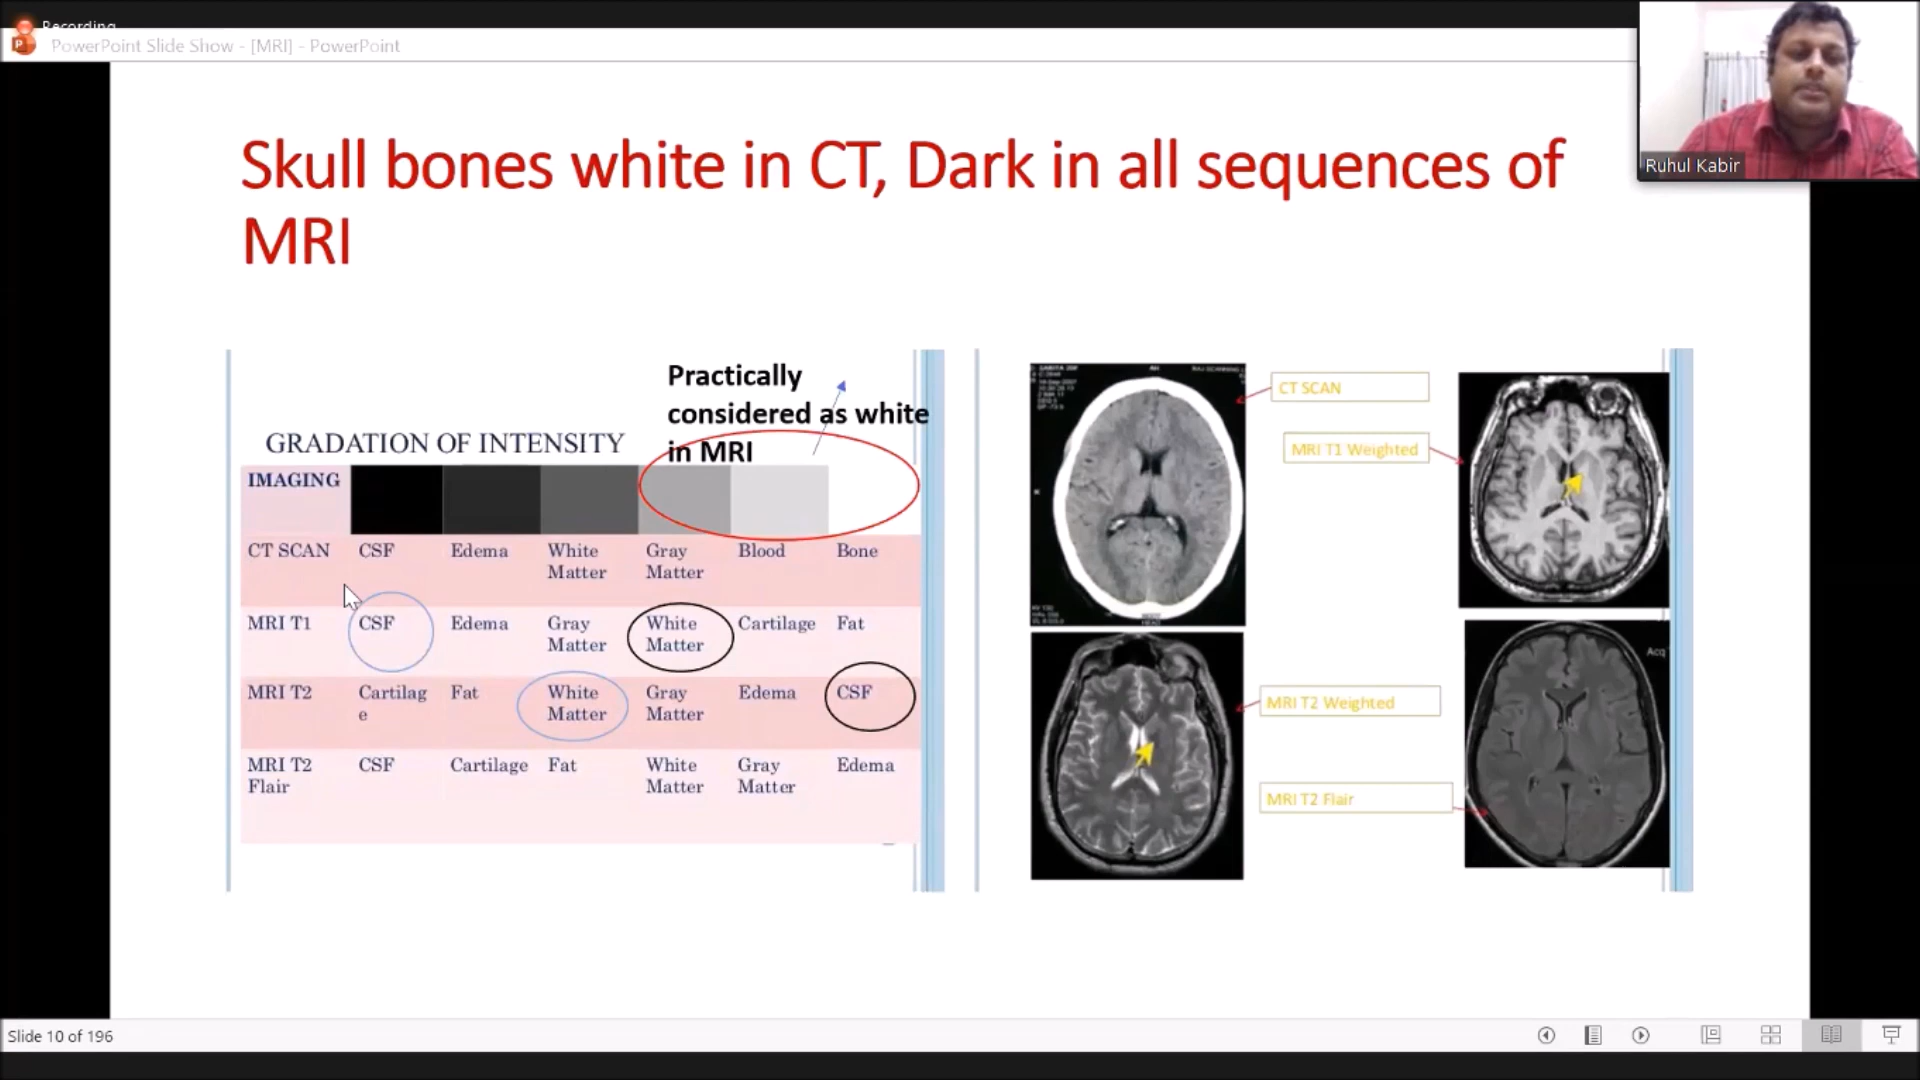 Recording
PowerPoint Slide Show - [MRI] - PowerPoint
Ruhul Kabir
Skull bones white in CT, Dark in all sequences of
MRI
Practically
considered as white
in MRI
GRADATION OF INTENSITY
IMAGING
CT SCAN CSF Edema White Matter Gray Matter Blood Bone
MRI T1 CSF Edema Gray Matter White Matter Cartilage Fat
MRI T2 Cartilag e Fat White Matter Gray Matter Edema CSF
MRI T2 Flair CSF Cartilage Fat White Matter Gray Matter Edema
CT SCAN
MRI T1 Weighted
MRI T2 Weighted
MRI T2 Flair
Acq
Slide 10 of 196